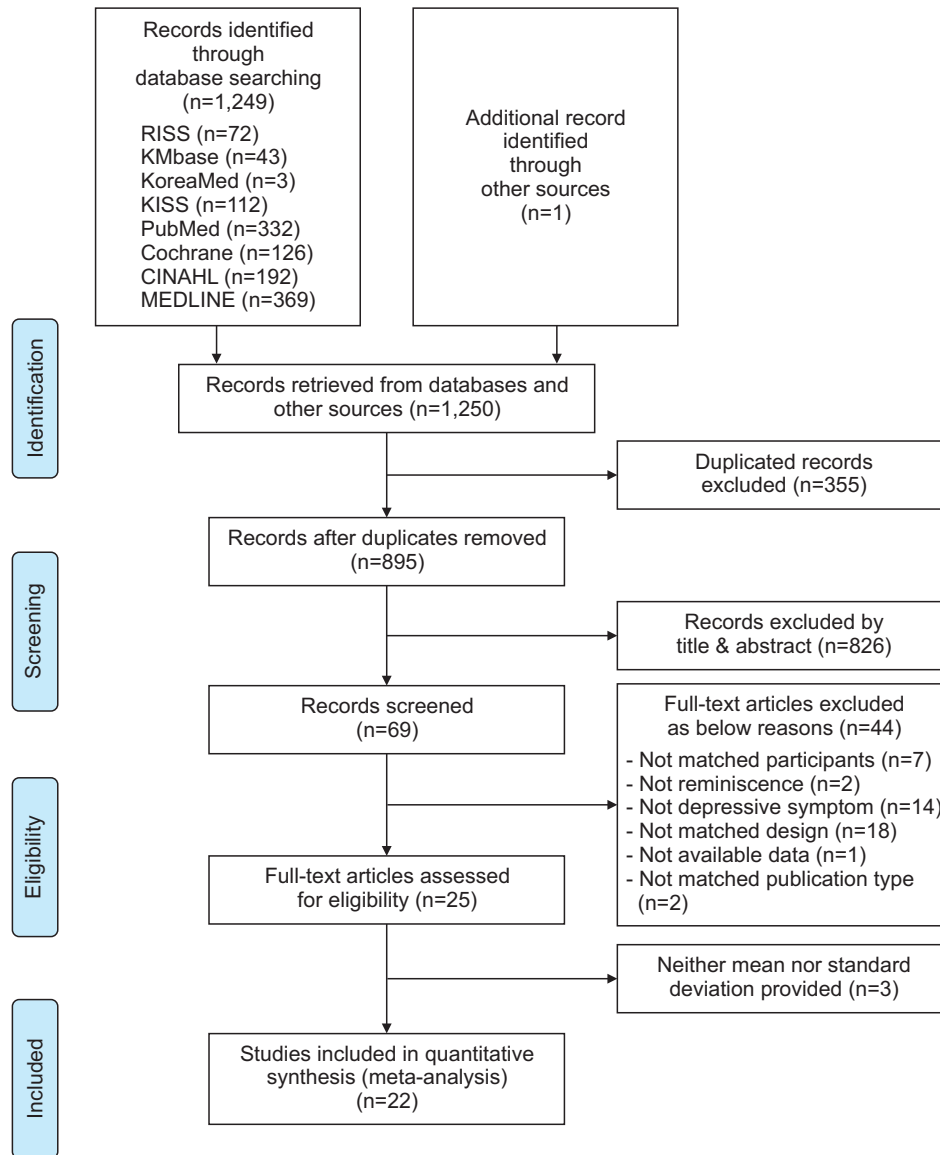 Records identified
through
database searching
(n=1,249)
RISS (n=72)
KMbase (n=43)
KoreaMed (n=3)
KISS (n=112)
PubMed (n=332)
Cochrane (n=126)
CINAHL (n=192)
MEDLINE (n=369)
Additional record
identified
through
other sources
(n=1)
Identification
Records retrieved from databases and
other sources (n=1,250)
Duplicated records
excluded (n=355)
Records after duplicates removed
(n=895)
Screening
Records excluded by
title & abstract (n=826)
Records screened
(n=69)
Full-text articles excluded
as below reasons (n=44)
- Not matched participants (n=7)
- Not reminiscence (n=2)
- Not depressive symptom (n=14)
- Not matched design (n=18)
- Not available data (n=1)
- Not matched publication type
(n=2)
Eligibility
Full-text articles assessed
for eligibility (n=25)
Neither mean nor standard
deviation provided (n=3)
Included
Studies included in quantitative
synthesis (meta-analysis)
(n=22)